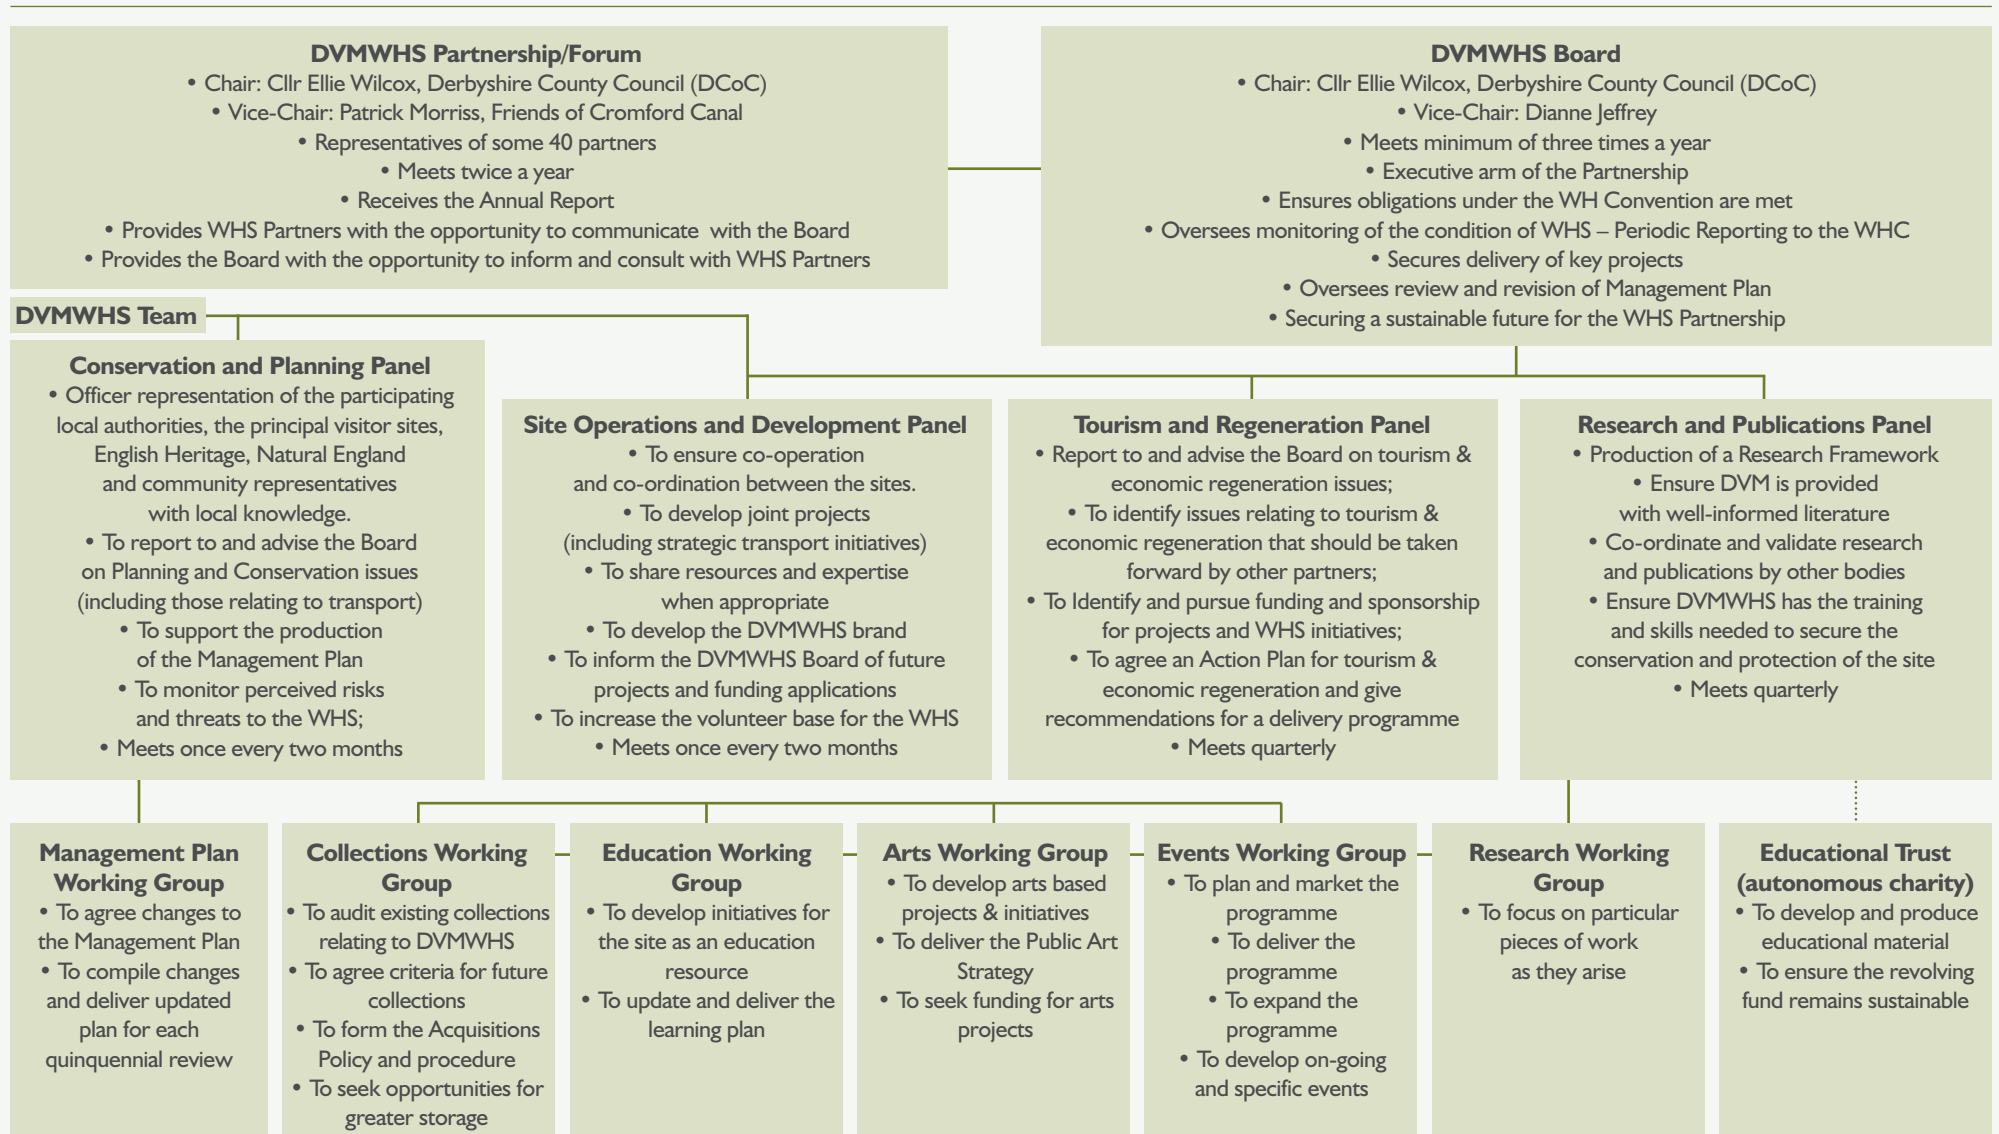 DVMWHS Partnership/Forum
• Chair: Cllr Ellie Wilcox, Derbyshire County Council (DCoC)
• Vice-Chair: Patrick Morriss, Friends of Cromford Canal
• Representatives of some 40 partners
• Meets twice a year
• Receives the Annual Report
• Provides WHS Partners with the opportunity to communicate with the Board
• Provides the Board with the opportunity to inform and consult with WHS Partners
DVMWHS Board
• Chair: Cllr Ellie Wilcox, Derbyshire County Council (DCoC)
• Vice-Chair: Dianne Jeffrey
• Meets minimum of three times a year
• Executive arm of the Partnership
• Ensures obligations under the WH Convention are met
• Oversees monitoring of the condition of WHS – Periodic Reporting to the WHC
• Secures delivery of key projects
• Oversees review and revision of Management Plan
• Securing a sustainable future for the WHS Partnership
DVMWHS Team
Conservation and Planning Panel
• Officer representation of the participating
local authorities, the principal visitor sites,
English Heritage, Natural England
and community representatives
with local knowledge.
• To report to and advise the Board
on Planning and Conservation issues
(including those relating to transport)
• To support the production
of the Management Plan
• To monitor perceived risks
and threats to the WHS;
• Meets once every two months
Site Operations and Development Panel
• To ensure co-operation
and co-ordination between the sites.
• To develop joint projects
(including strategic transport initiatives)
• To share resources and expertise
when appropriate
• To develop the DVMWHS brand
• To inform the DVMWHS Board of future
projects and funding applications
• To increase the volunteer base for the WHS
• Meets once every two months
Tourism and Regeneration Panel
• Report to and advise the Board on tourism &
economic regeneration issues;
• To identify issues relating to tourism &
economic regeneration that should be taken
forward by other partners;
• To Identify and pursue funding and sponsorship
for projects and WHS initiatives;
• To agree an Action Plan for tourism &
economic regeneration and give
recommendations for a delivery programme
• Meets quarterly
Research and Publications Panel
• Production of a Research Framework
• Ensure DVM is provided
with well-informed literature
• Co-ordinate and validate research
and publications by other bodies
• Ensure DVMWHS has the training
and skills needed to secure the
conservation and protection of the site
• Meets quarterly
Management Plan
Working Group
• To agree changes to
the Management Plan
• To compile changes
and deliver updated
plan for each
quinquennial review
Collections Working
Group
• To audit existing collections
relating to DVMWHS
• To agree criteria for future
collections
• To form the Acquisitions
Policy and procedure
• To seek opportunities for
greater storage
Education Working
Group
• To develop initiatives for
the site as an education
resource
• To update and deliver the
learning plan
Arts Working Group
• To develop arts based
projects & initiatives
• To deliver the Public Art
Strategy
• To seek funding for arts
projects
Events Working Group
• To plan and market the
programme
• To deliver the
programme
• To expand the
programme
• To develop on-going
and specific events
Research Working
Group
• To focus on particular
pieces of work
as they arise
Educational Trust
(autonomous charity)
• To develop and produce
educational material
• To ensure the revolving
fund remains sustainable